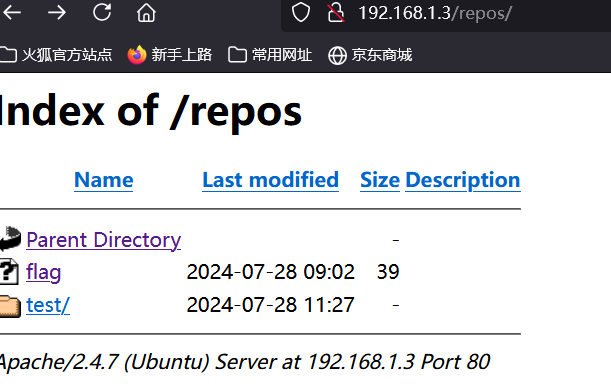 192.168.1.3/repos/
火狐官方站点 新手上路 常用网址 京东商城
Index of /repos
Name Last modified Size Description
Parent Directory -
flag 2024-07-28 09:02 39
test/ 2024-07-28 11:27 -
Apache/2.4.7 (Ubuntu) Server at 192.168.1.3 Port 80